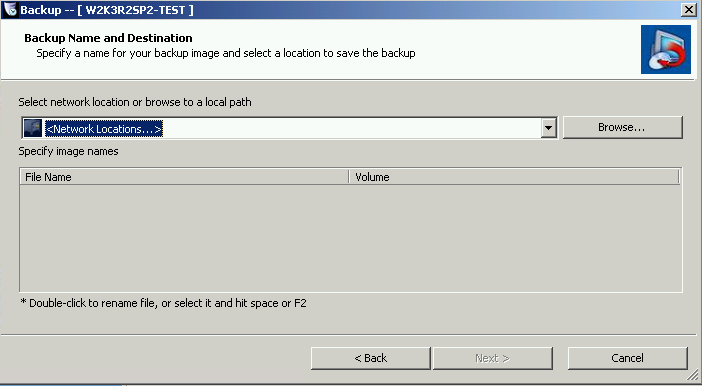 Backup -- [ W2K3R2SP2-TEST ]
Backup Name and Destination
Specify a name for your backup image and select a location to save the backup
Select network location or browse to a local path
<Network Locations...>
Browse...
Specify image names
File Name
Volume
* Double-click to rename file, or select it and hit space or F2
< Back
Next >
Cancel